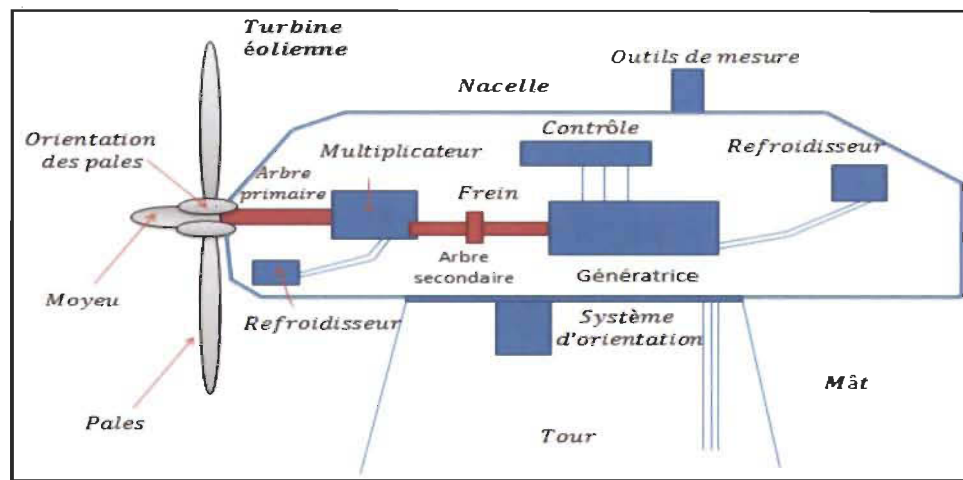 Turbine
éolienne
Outils de mesure
Nacelle
Orientation
des pales
Contrôle
Multiplicateur
Refroidisseur
Arbre
primaire
Frein
Arbre
secondaire
Génératrice
Moyeu
Refroidisseur
Système
d'orientation
Mât
Pales
Tour